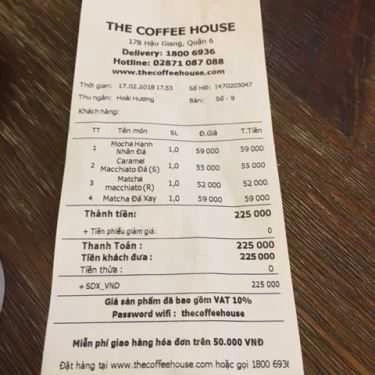 THE COFFEE HOUSE
178 Hậu Giang, Quận 6
Delivery: 1800 6936
Hotline: 02871 087 088
www.thecoffeehouse.com
Thời gian: 17.02.2018 17:53 Số HĐ: 1470203047
Thu ngân: Hoài Hương Bàn: Số - 9
Khách hàng:
TT Tên món SL Đ.Giá T.Tiền
1 Mocha Hạnh Nhân Đá 1,0 59 000 59 000
2 Caramel Macchiato Đá (S) 1,0 55 000 55 000
3 Matcha macchiato (R) 1,0 52 000 52 000
4 Matcha Đá Xay 1,0 59 000 59 000
Thành tiền: 225 000
+ Tiền phiếu giảm giá: 0
Thanh Toán : 225 000
Tiền khách đưa : 225 000
Tiền thừa : 0
+ SDX_VND 225 000
Giá sản phẩm đã bao gồm VAT 10%
Password wifi : thecoffeehouse
Miễn phí giao hàng hóa đơn trên 50.000 VNĐ
Đặt hàng tại www.thecoffeehouse.com hoặc gọi 1800 6936